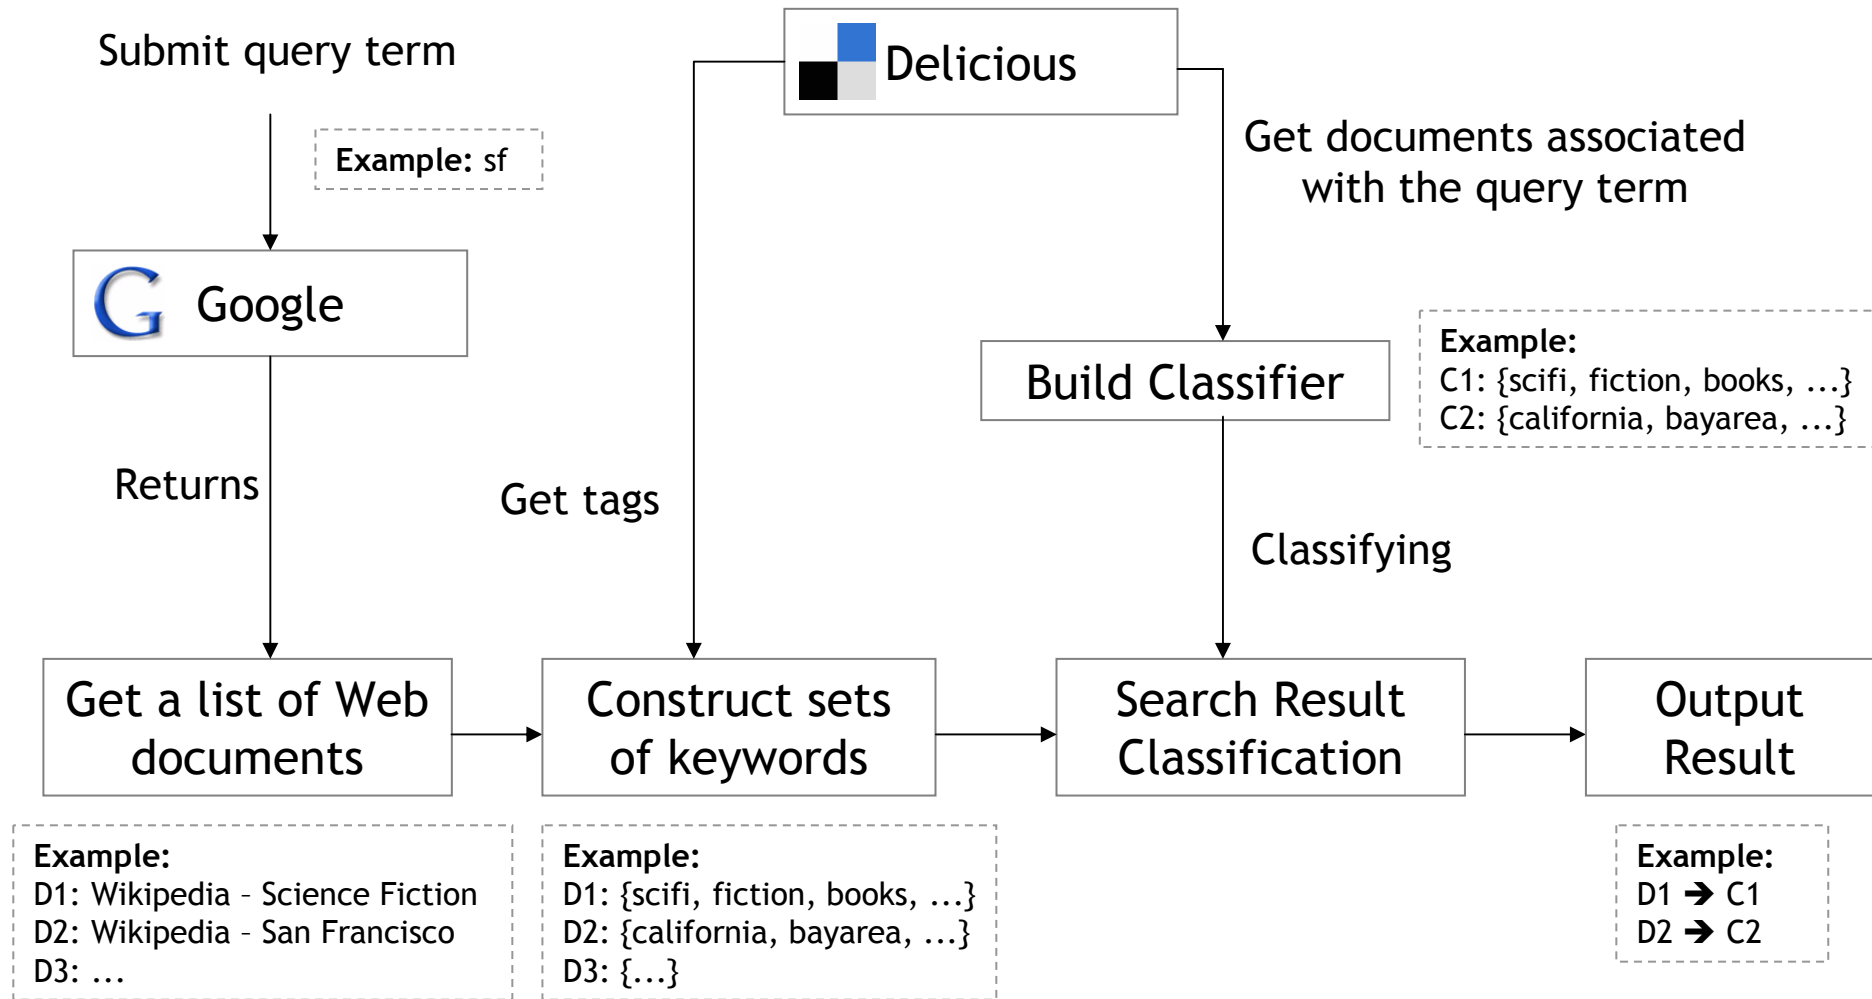 Submit query term
Example: sf
G Google
Returns
Delicious
Get tags
Get documents associated
with the query term
Build Classifier
Example:
C1: {scifi, fiction, books, ...}
C2: {california, bayarea, ...}
Classifying
Get a list of Web
documents
Construct sets
of keywords
Search Result
Classification
Output
Result
Example:
D1: Wikipedia – Science Fiction
D2: Wikipedia – San Francisco
D3: ...
Example:
D1: {scifi, fiction, books, ...}
D2: {california, bayarea, ...}
D3: {...}
Example:
D1 ➔ C1
D2 ➔ C2